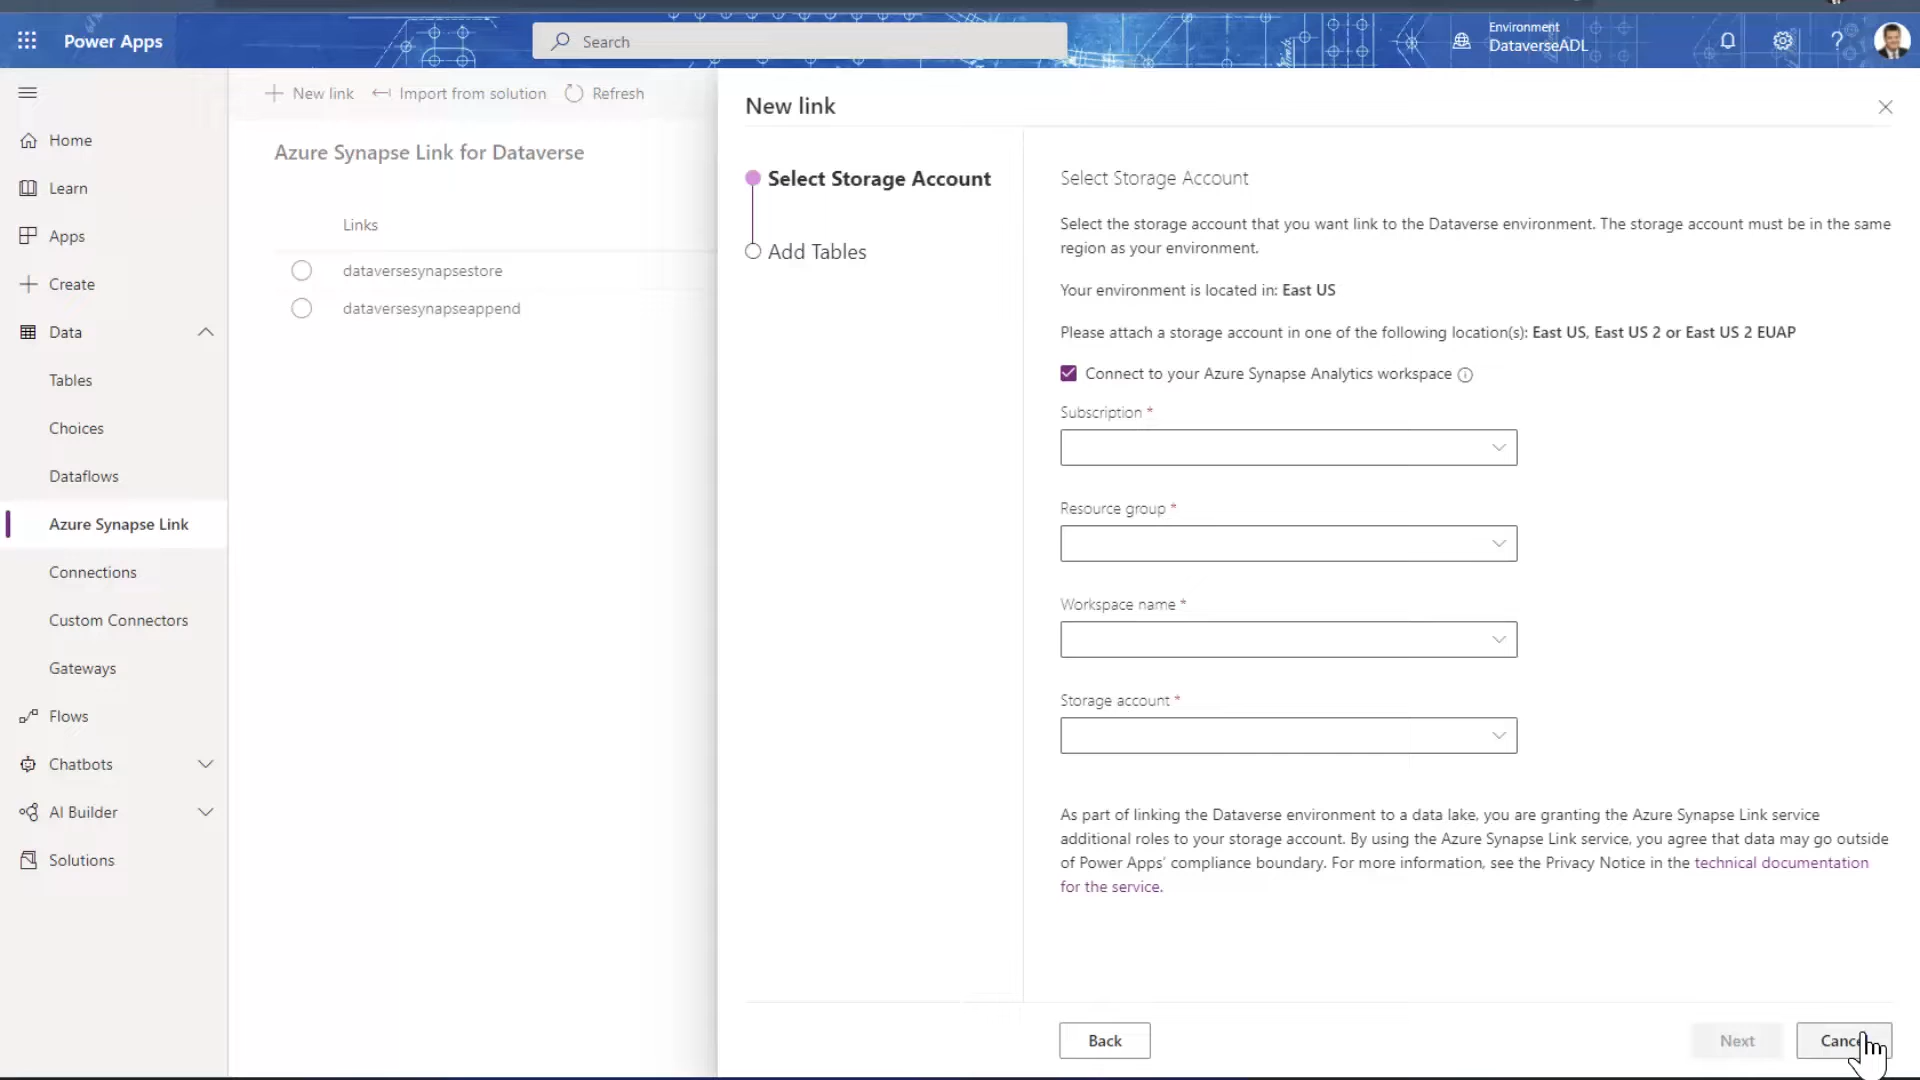 Power Apps
Search
Environment
DataverseADL
New link
Import from solution
Refresh
Home
Learn
Apps
Create
Data
Tables
Choices
Dataflows
Azure Synapse Link
Connections
Custom Connectors
Gateways
Flows
Chatbots
AI Builder
Solutions
Azure Synapse Link for Dataverse
Links
dataversesynapsestore
dataversesynapseappend
New link
Select Storage Account
Add Tables
Select Storage Account
Select the storage account that you want link to the Dataverse environment. The storage account must be in the same
region as your environment.
Your environment is located in: East US
Please attach a storage account in one of the following location(s): East US, East US 2 or East US 2 EUAP
Connect to your Azure Synapse Analytics workspace
Subscription *
Resource group *
Workspace name *
Storage account *
As part of linking the Dataverse environment to a data lake, you are granting the Azure Synapse Link service
additional roles to your storage account. By using the Azure Synapse Link service, you agree that data may go outside
of Power Apps' compliance boundary. For more information, see the Privacy Notice in the technical documentation
for the service.
Back
Next
Cancel